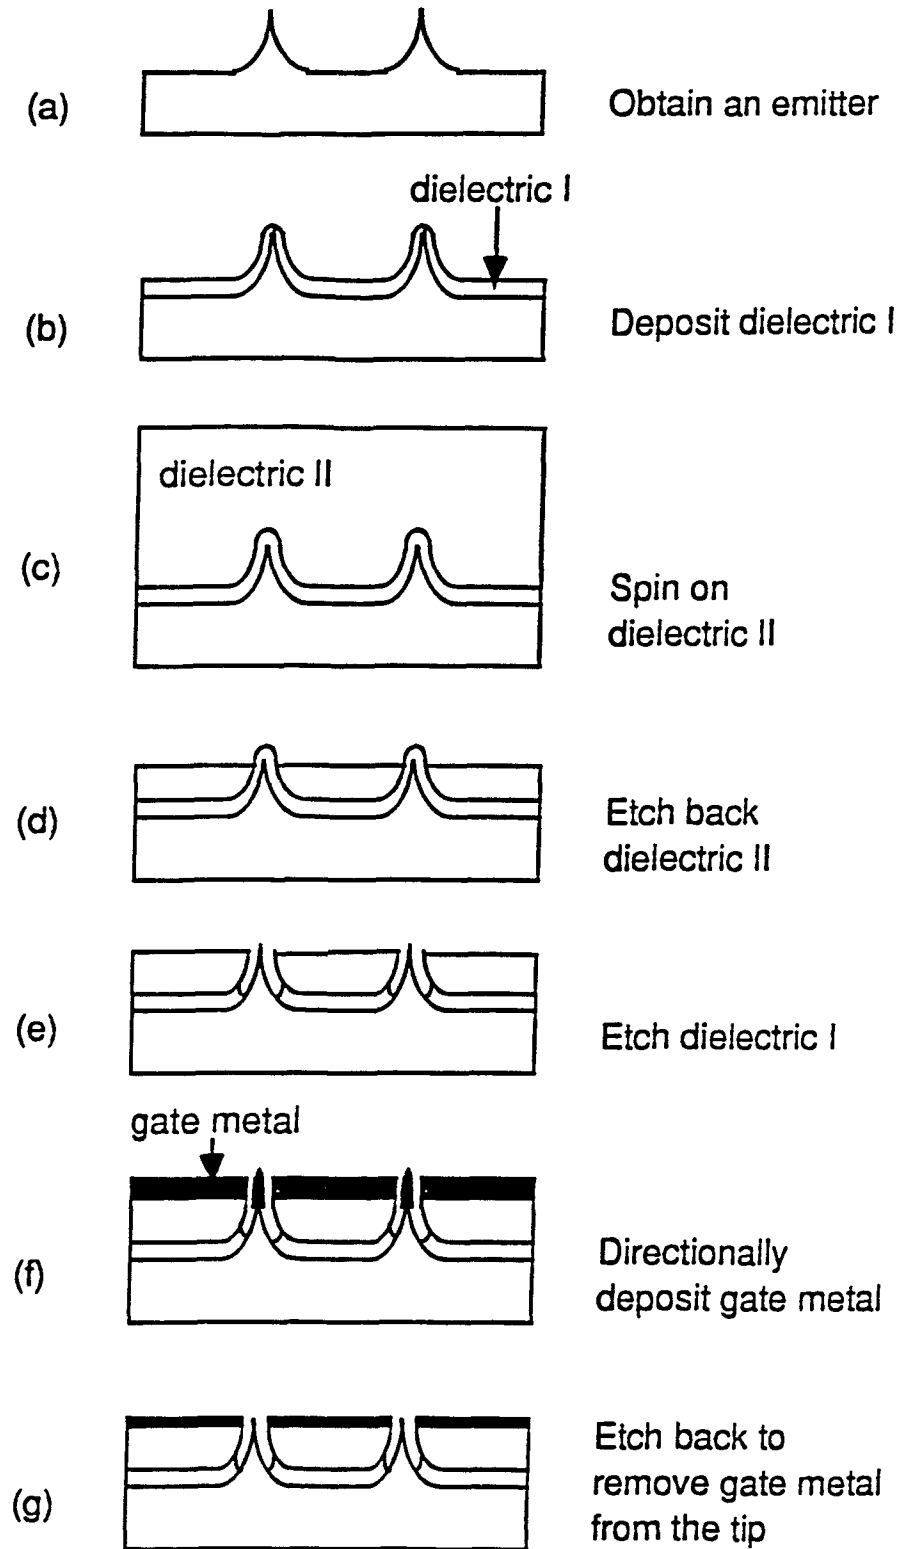 (a)
Obtain an emitter
dielectric I
(b)
Deposit dielectric I
dielectric II
(c)
Spin on
dielectric II
(d)
Etch back
dielectric II
(e)
Etch dielectric I
gate metal
(f)
Directionally
deposit gate metal
(g)
Etch back to
remove gate metal
from the tip